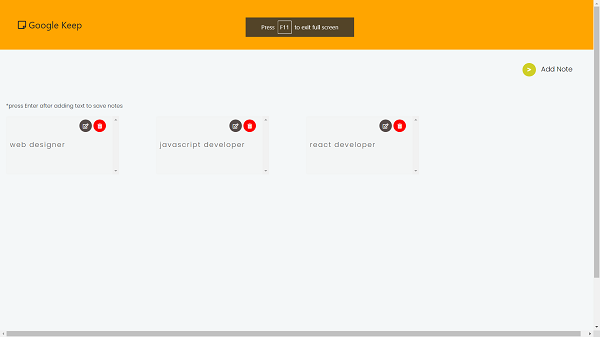 Google Keep
Press F11 to exit full screen
Add Note
*press Enter after adding text to save notes
web designer
javascript developer
react developer